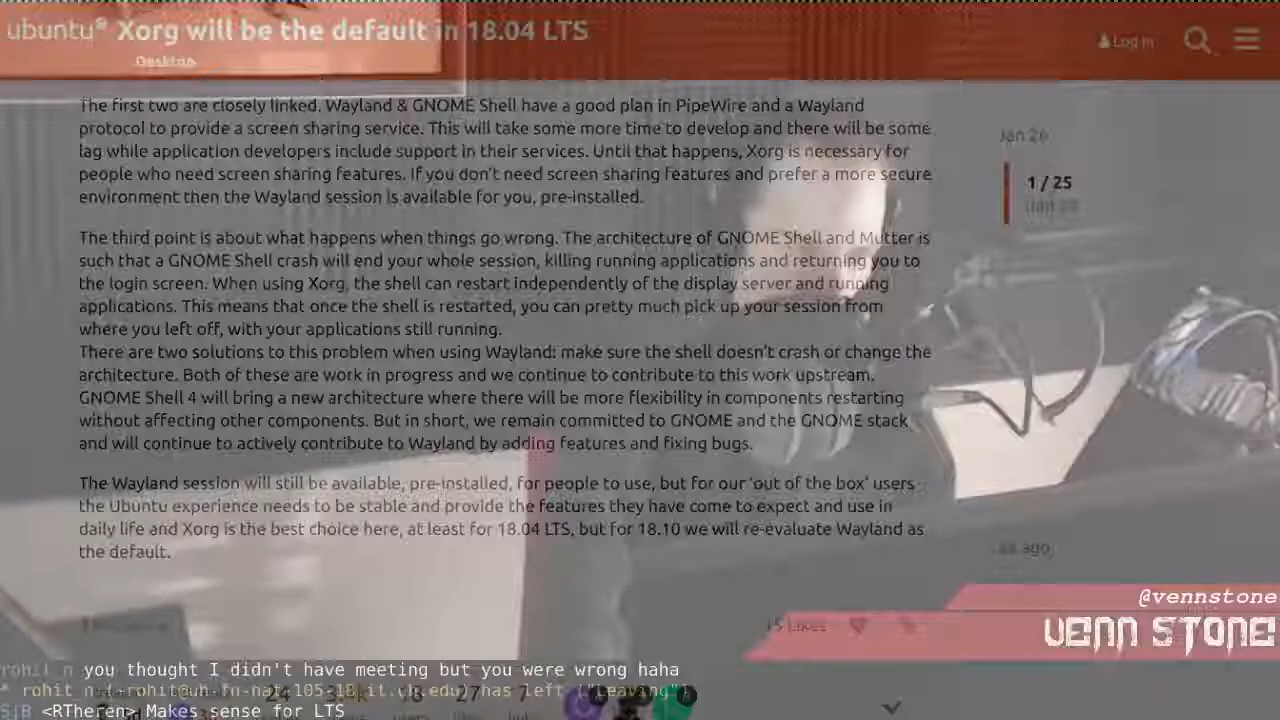 ubuntu® Xorg will be the default in 18.04 LTS
Desktop
Log In
The first two are closely linked. Wayland & GNOME Shell have a good plan in PipeWire and a Wayland
protocol to provide a screen sharing service. This will take some more time to develop and there will be some
lag while application developers include support in their services. Until that happens, Xorg is necessary for
people who need screen sharing features. If you don't need screen sharing features and prefer a more secure
environment then the Wayland session is available for you, pre-installed.
Jan 26
1 / 25
The third point is about what happens when things go wrong. The architecture of GNOME Shell and Mutter is
such that a GNOME Shell crash will end your whole session, killing running applications and returning you to
the login screen. When using Xorg, the shell can restart independently of the display server and running
applications. This means that once the shell is restarted, you can pretty much pick up your session from
where you left off, with your applications still running.
There are two solutions to this problem when using Wayland: make sure the shell doesn't crash or change the
architecture. Both of these are work in progress and we continue to contribute to this work upstream.
GNOME Shell 4 will bring a new architecture where there will be more flexibility in components restarting
without affecting other components. But in short, we remain committed to GNOME and the GNOME stack
and will continue to actively contribute to Wayland by adding features and fixing bugs.
The Wayland session will still be available, pre-installed, for people to use, but for our 'out of the box' users
the Ubuntu experience needs to be stable and provide the features they have come to expect and use in
daily life and Xorg is the best choice here, at least for 18.04 LTS, but for 18.10 we will re-evaluate Wayland as
the default.
ago
@vennstone
15 Likes
VENN STONE
rohit_n you thought I didn't have meeting but you were wrong haha
* rohit_n has left ("Leaving")
24 18 27 7
<RTheren> Makes sense for LTS